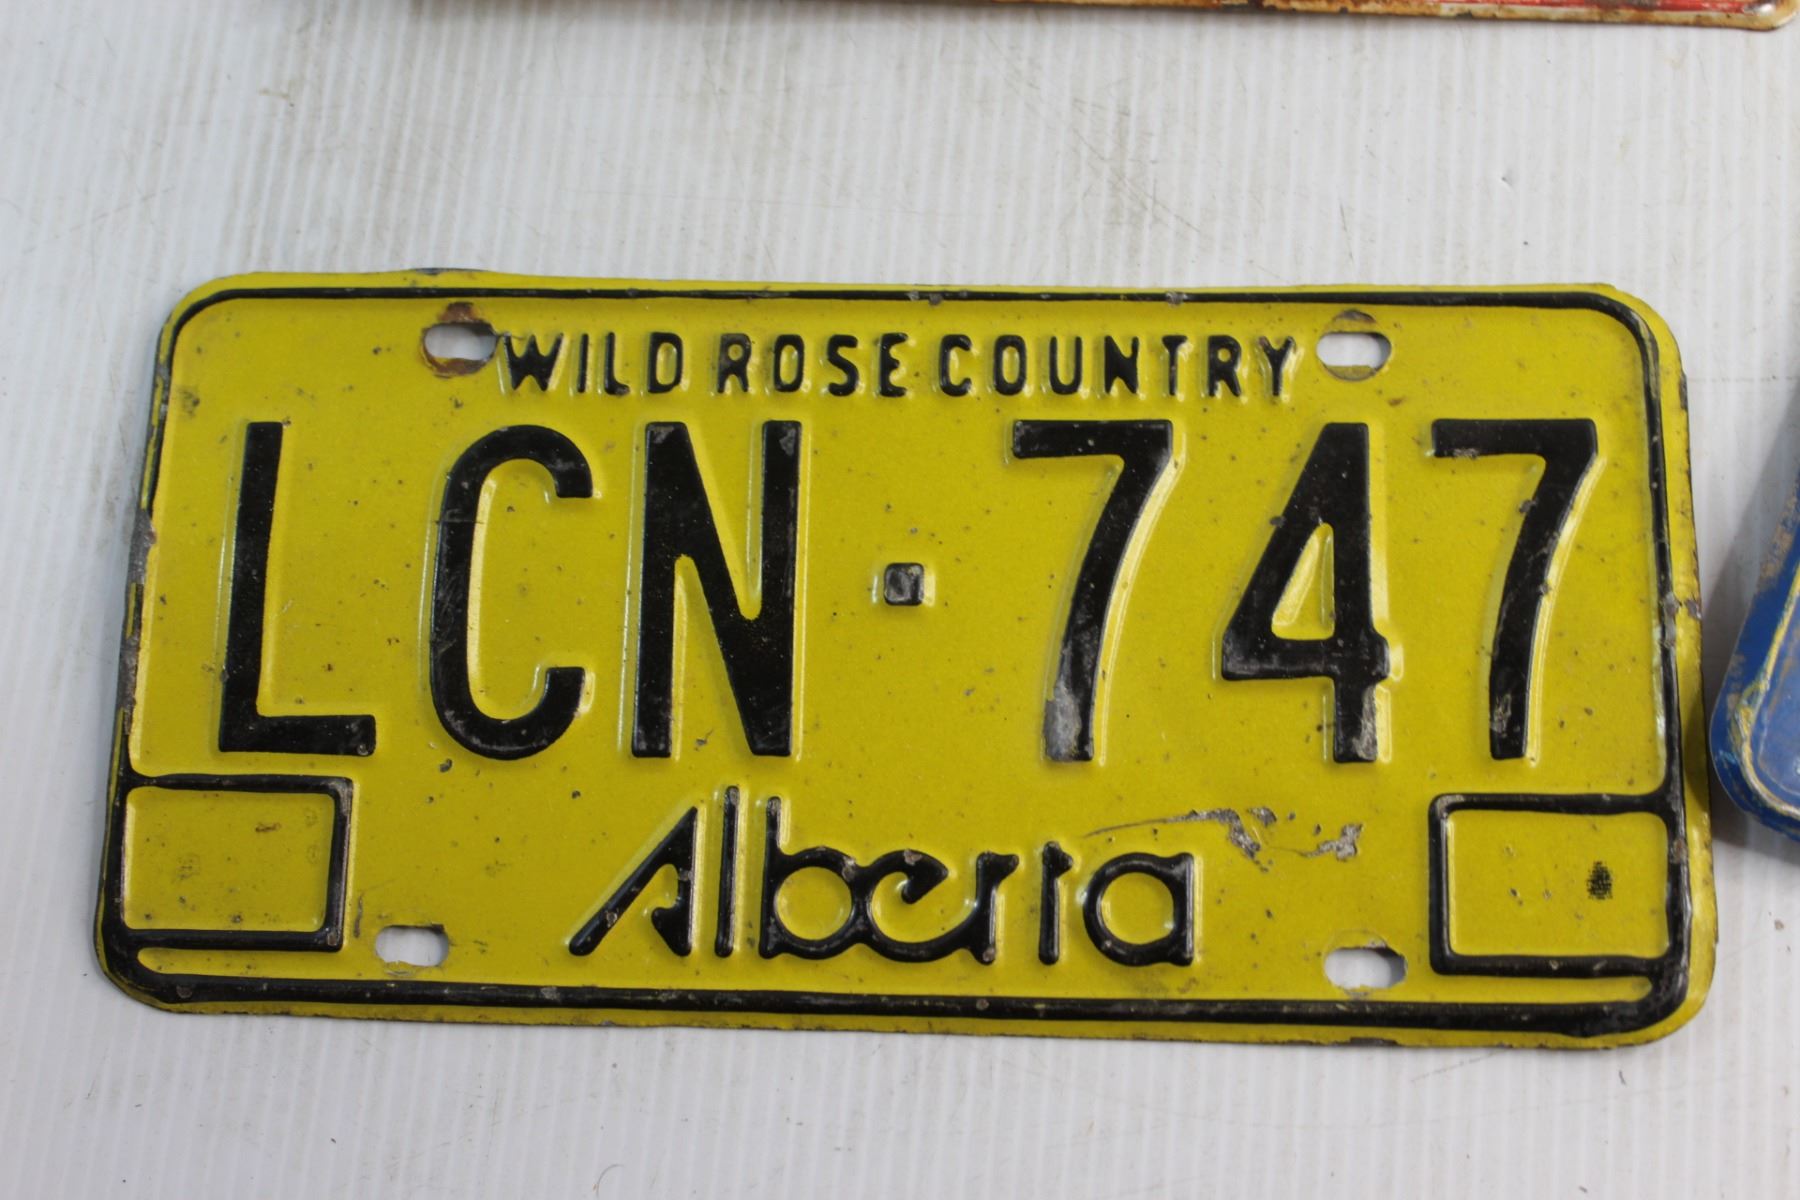 WILD ROSE COUNTRY
LCN·747
Alberta